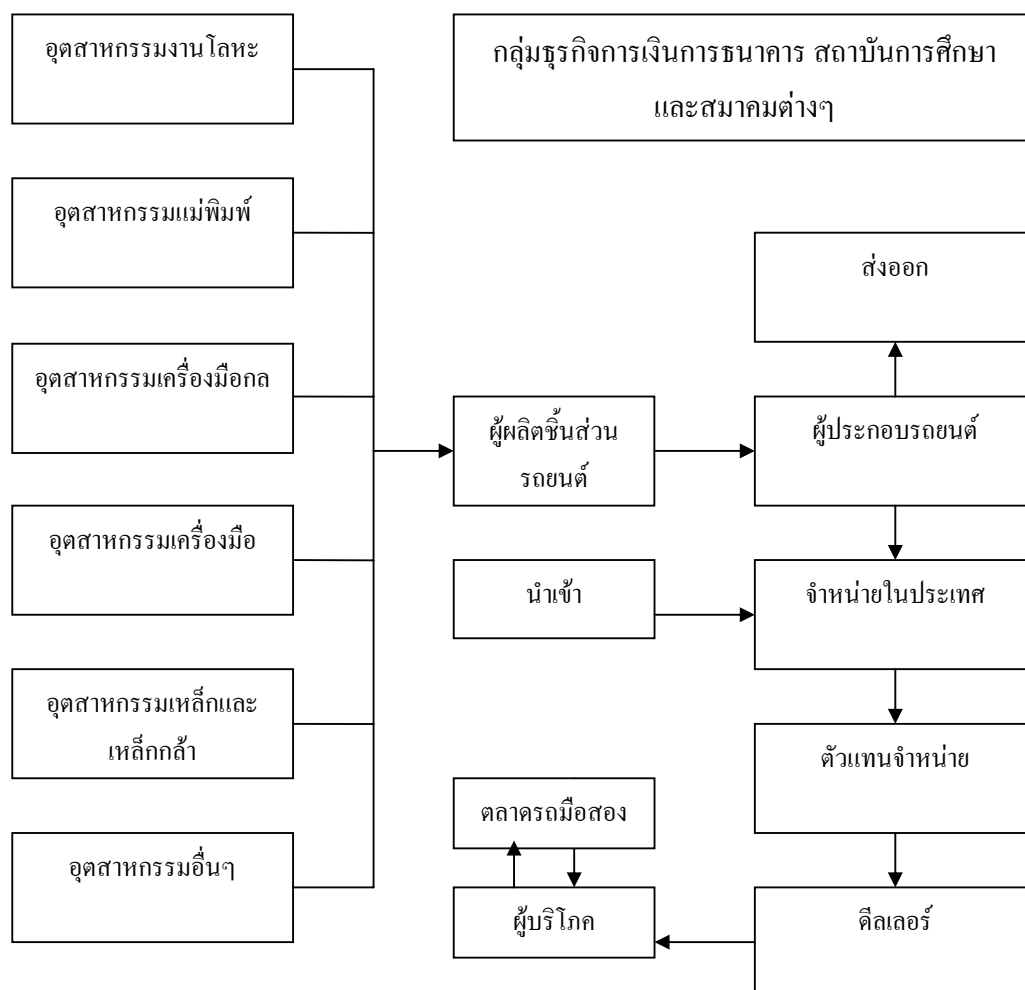 อุตสาหกรรมงานโลหะ
กลุ่มธุรกิจการเงินการธนาคาร สถาบันการศึกษา
และสมาคมต่างๆ
อุตสาหกรรมแม่พิมพ์
ส่งออก
อุตสาหกรรมเครื่องมือกล
ผู้ผลิตชิ้นส่วน
รถยนต์
ผู้ประกอบรถยนต์
อุตสาหกรรมเครื่องมือ
นำเข้า
จำหน่ายในประเทศ
อุตสาหกรรมเหล็กและ
เหล็กกล้า
ตัวแทนจำหน่าย
ตลาดรถมือสอง
อุตสาหกรรมอื่นๆ
ผู้บริโภค
ดีลเลอร์